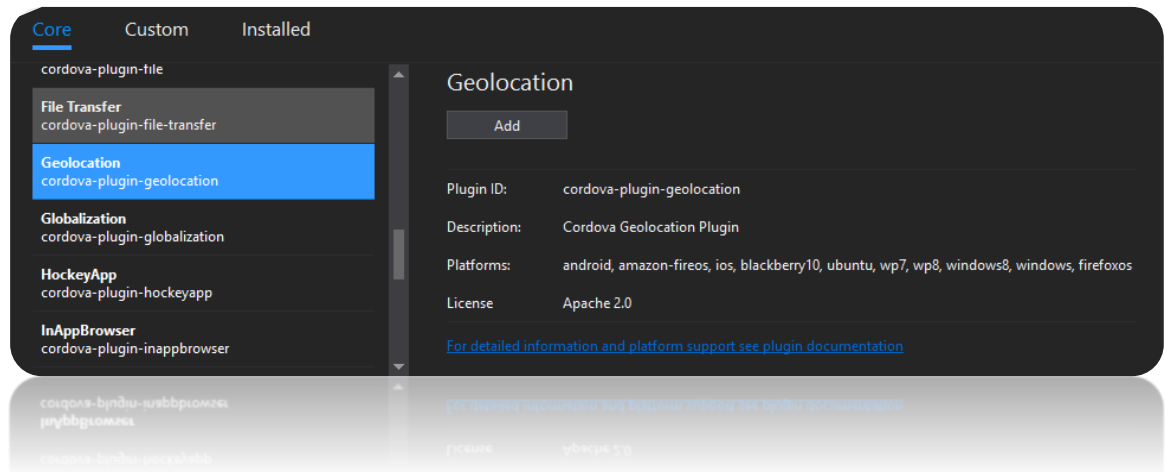 Core Custom Installed
cordova-plugin-file
File Transfer
cordova-plugin-file-transfer
Geolocation
cordova-plugin-geolocation
Globalization
cordova-plugin-globalization
HockeyApp
cordova-plugin-hockeyapp
InAppBrowser
cordova-plugin-inappbrowser
Geolocation
Add
Plugin ID: cordova-plugin-geolocation
Description: Cordova Geolocation Plugin
Platforms: android, amazon-fireos, ios, blackberry10, ubuntu, wp7, wp8, windows8, windows, firefoxos
License Apache 2.0
For detailed information and platform support see plugin documentation